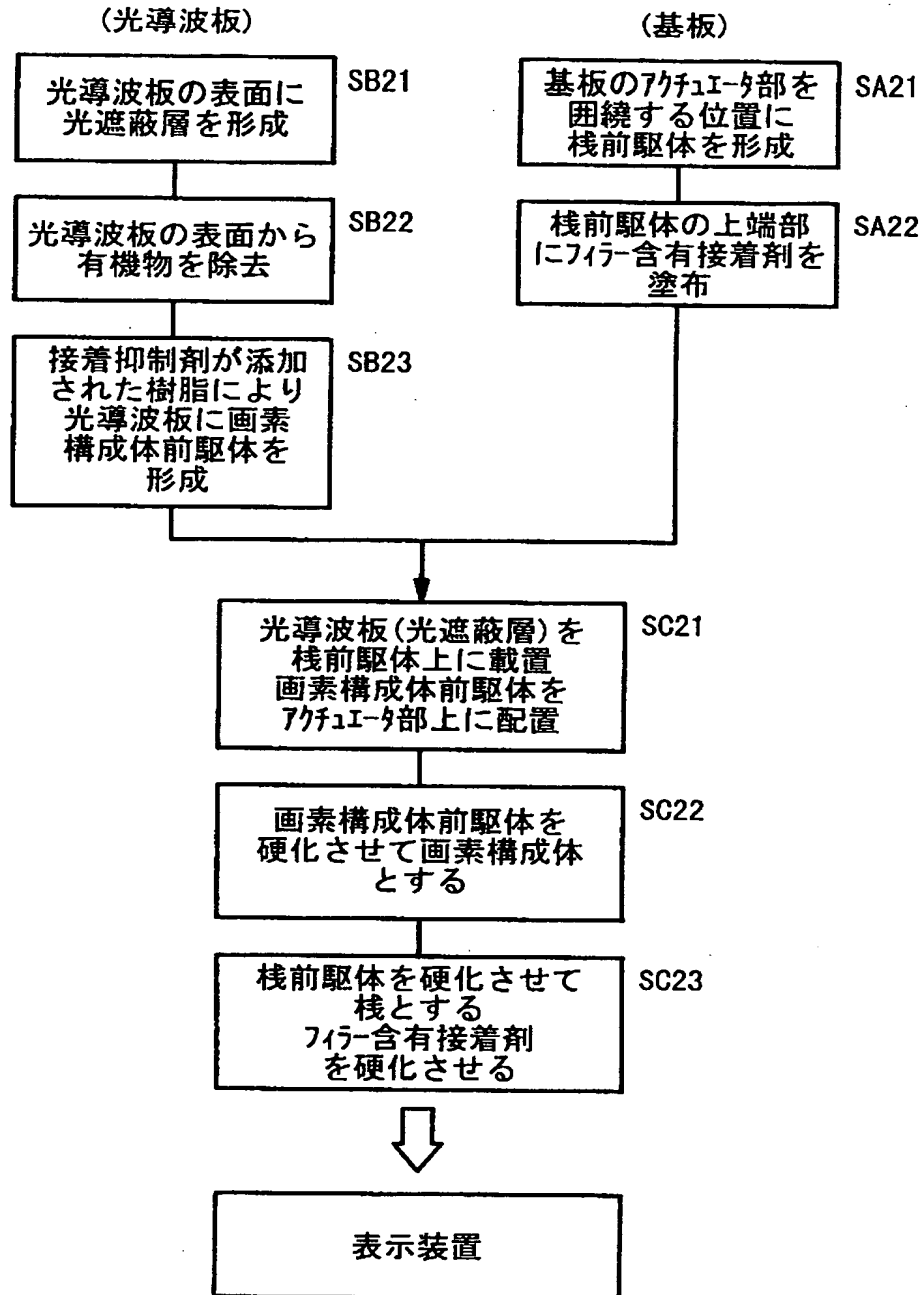 (光導波板)
光導波板の表面に
光遮蔽層を形成
SB21
光導波板の表面から
有機物を除去
SB22
接着抑制剤が添加
された樹脂により
光導波板に画素
構成体前駆体を
形成
SB23
(基板)
基板のアクチュエータ部を
囲繞する位置に
桟前駆体を形成
SA21
桟前駆体の上端部
にフィラー含有接着剤を
塗布
SA22
光導波板(光遮蔽層)を
桟前駆体上に載置
画素構成体前駆体を
アクチュエータ部上に配置
SC21
画素構成体前駆体を
硬化させて画素構成体
とする
SC22
桟前駆体を硬化させて
桟とする
フィラー含有接着剤
を硬化させる
SC23
表示装置